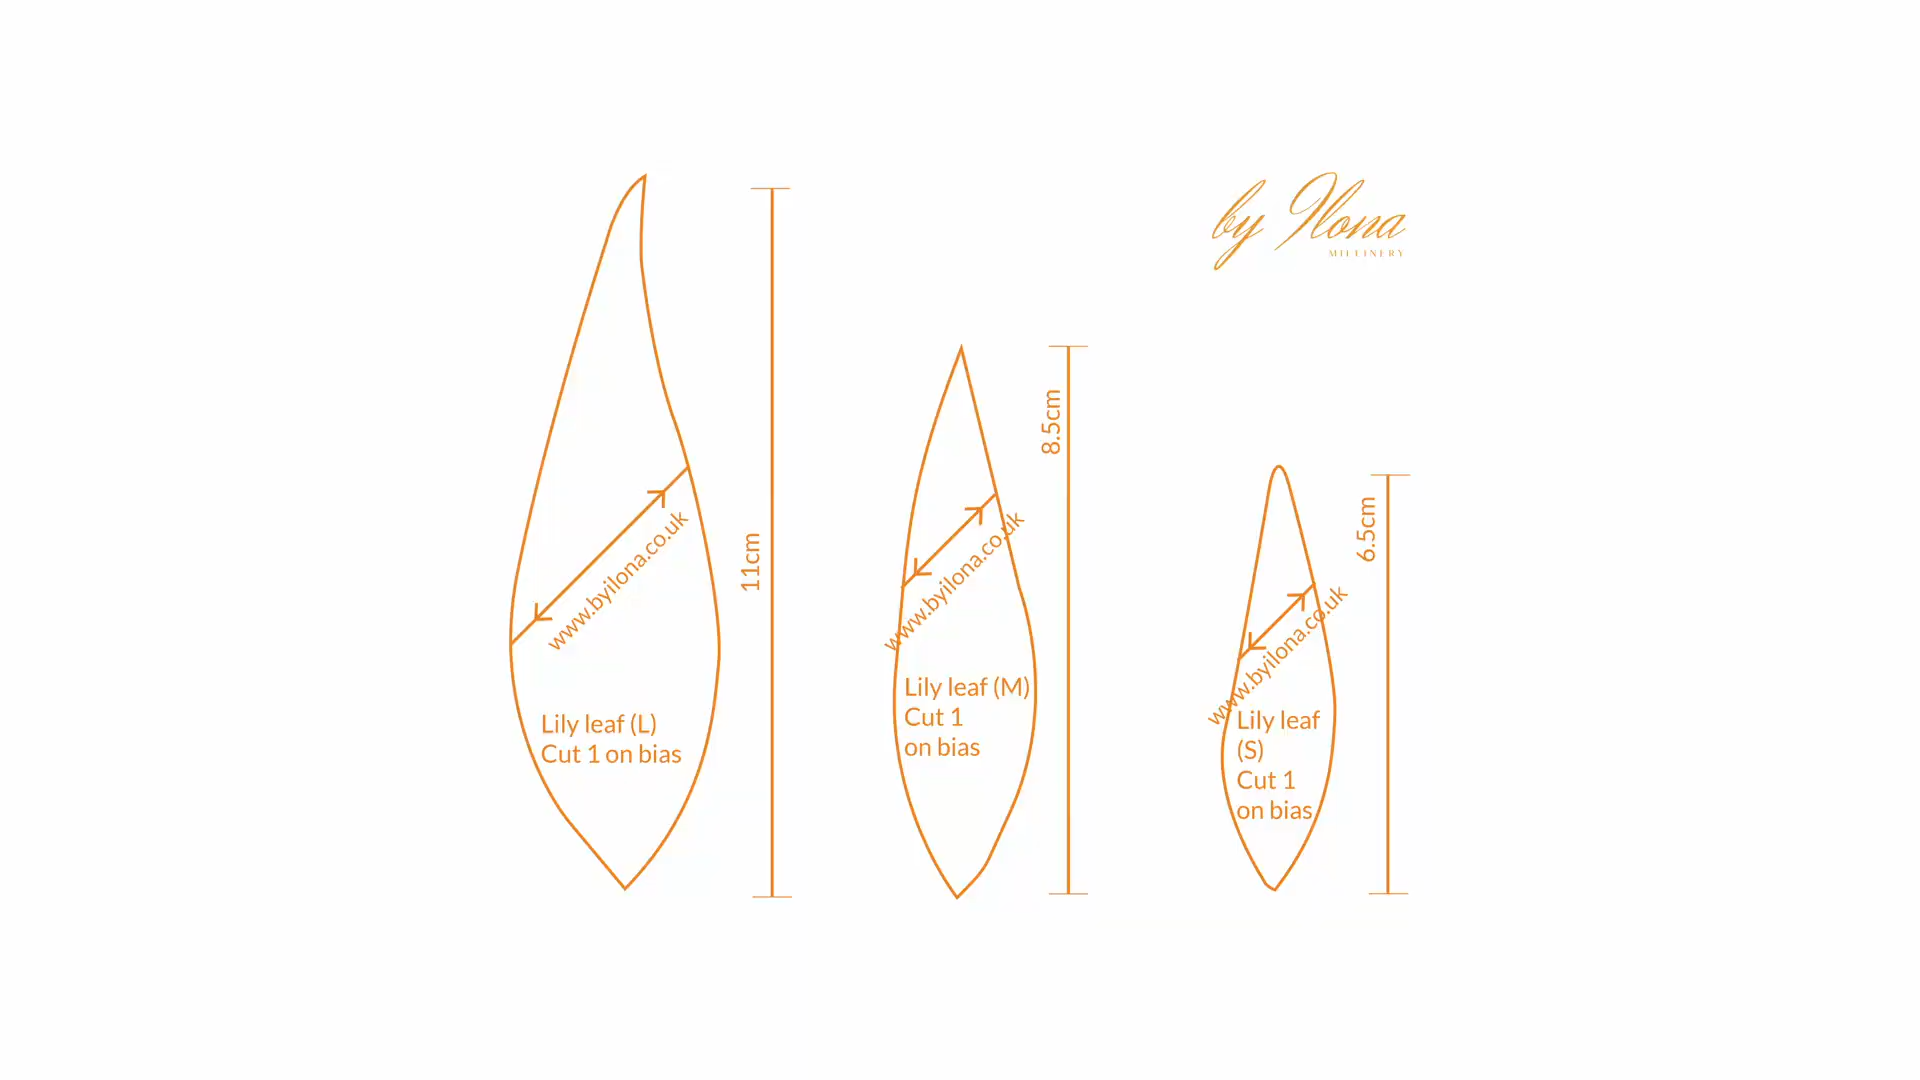 by Ilona
MILLINERY
11cm
www.byilona.co.uk
Lily leaf (L)
Cut 1 on bias
8.5cm
www.byilona.co.uk
Lily leaf (M)
Cut 1
on bias
6.5cm
www.byilona.co.uk
Lily leaf
(S)
Cut 1
on bias